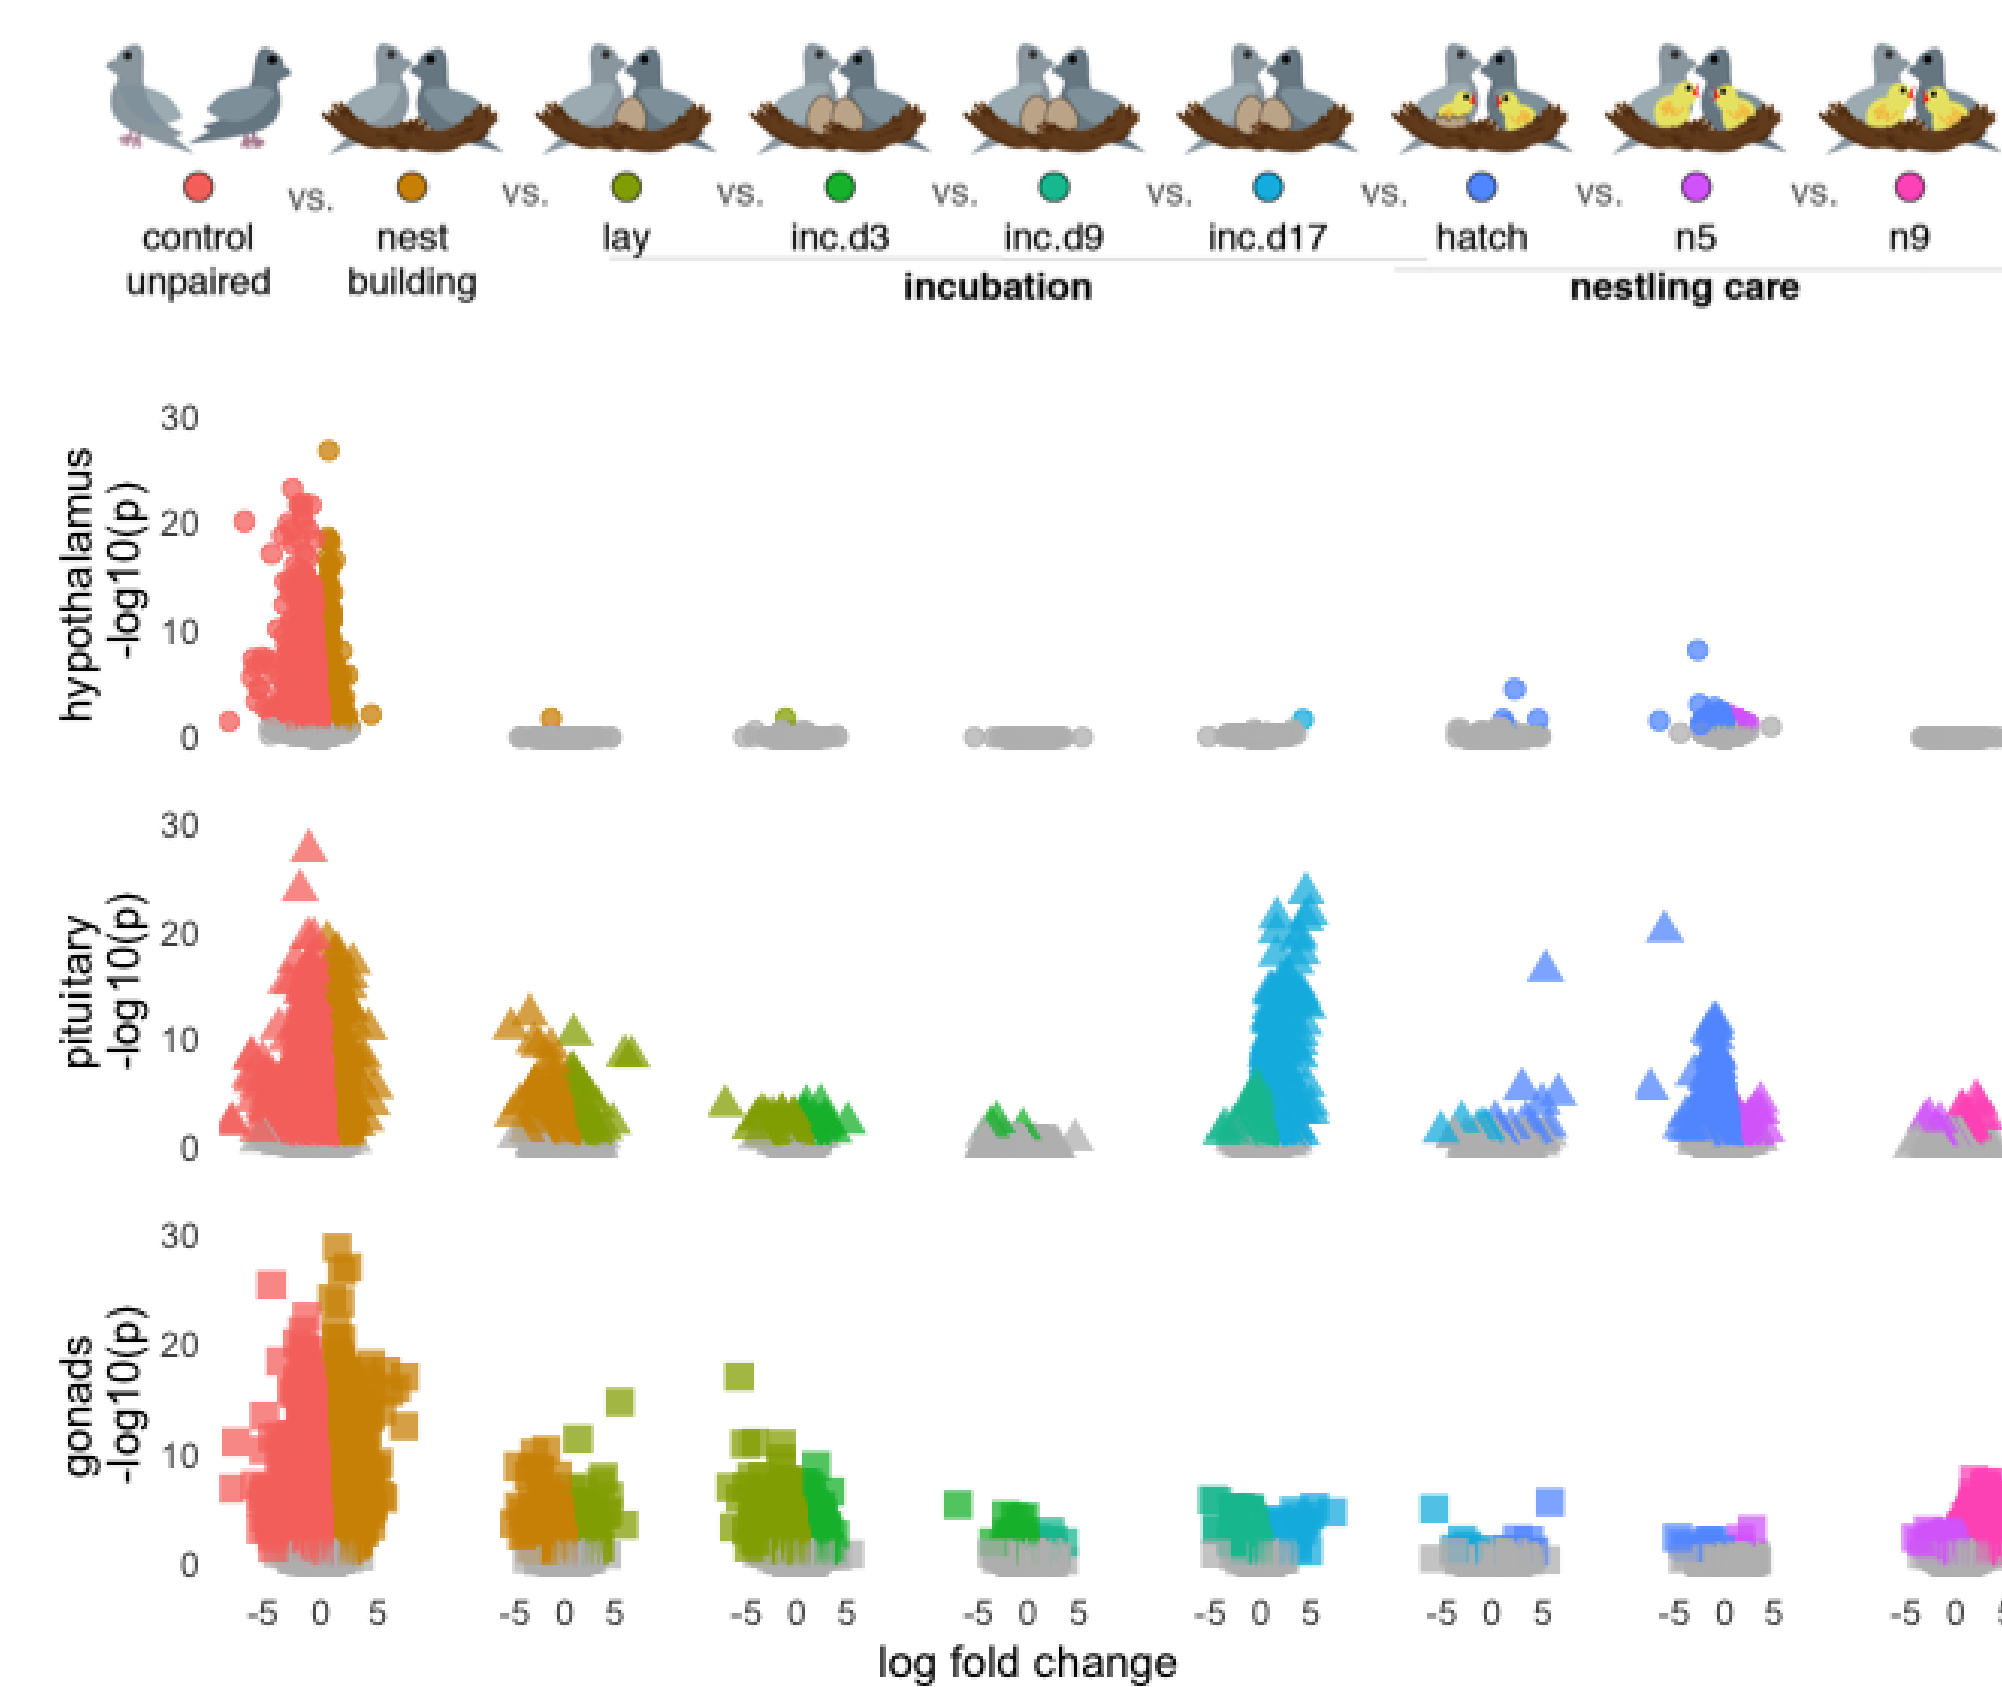 vs. vs. vs. vs. vs. vs. vs. vs.
control nest lay inc.d3 inc.d9 inc.d17 hatch n5 n9
unpaired building incubation nestling care
hypothalamus
-log10(p)
30
20
10
0
pituitary
-log10(p)
30
20
10
0
gonads
-log10(p)
30
20
10
0
-5 0 5 -5 0 5 -5 0 5 -5 0 5 -5 0 5 -5 0 5 -5 0 5 -5 0
log fold change